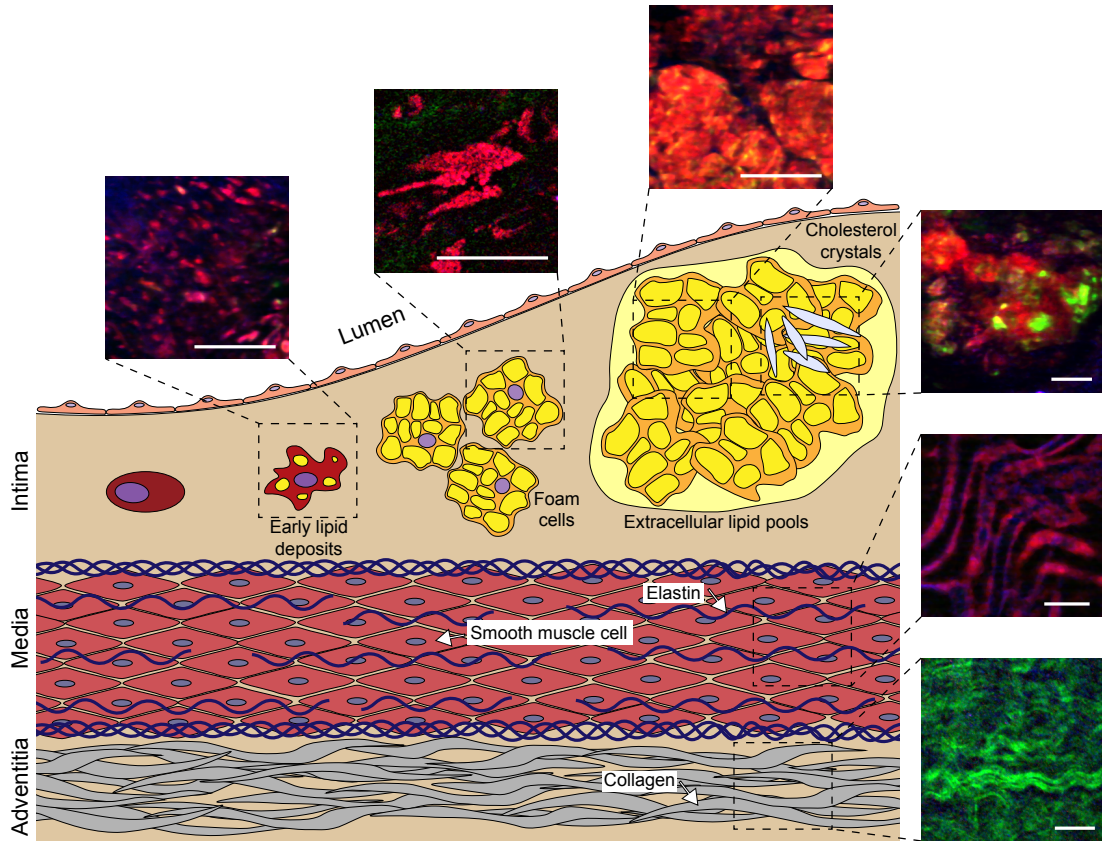 Cholesterol
crystals
Lumen
Intima
Early lipid
deposits
Foam
cells
Extracellular lipid pools
Media
Elastin
Smooth muscle cell
Adventitia
Collagen